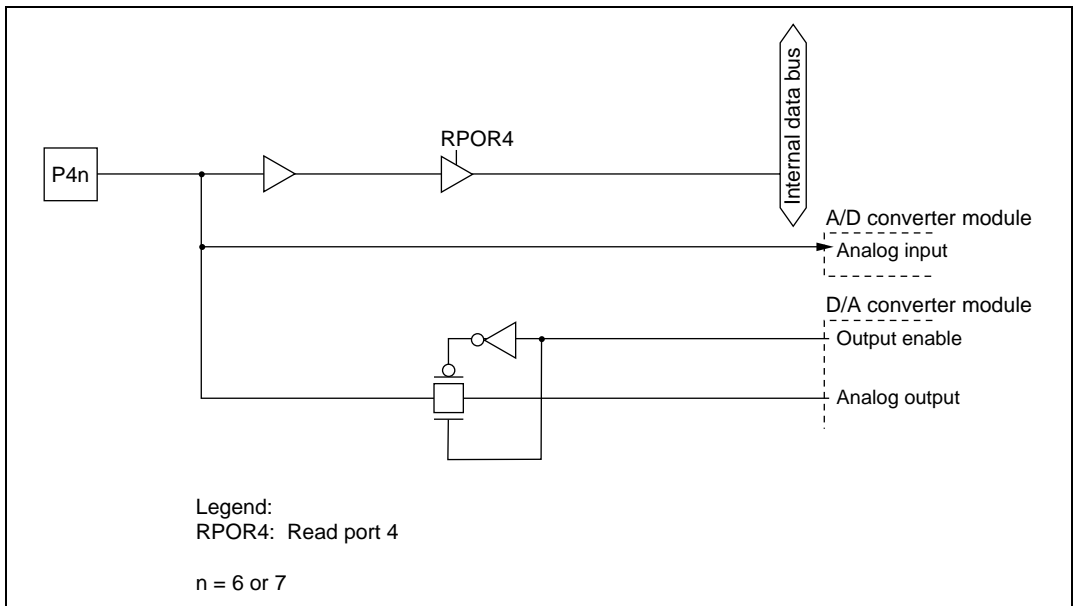 Internal data bus
RPOR4
P4n
A/D converter module
Analog input
D/A converter module
Output enable
Analog output
Legend:
RPOR4: Read port 4
n = 6 or 7